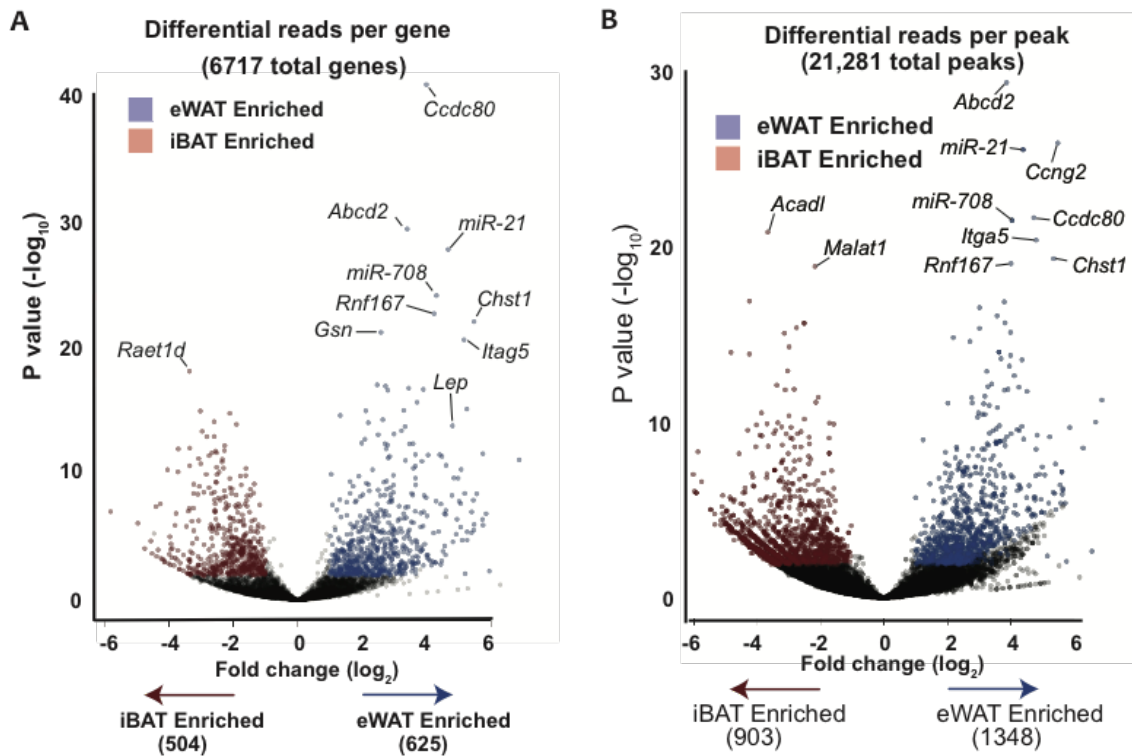 A
Differential reads per gene
(6717 total genes)
eWAT Enriched
iBAT Enriched
Ccdc80
Abcd2
miR-21
miR-708
Rnf167
Chst1
Gsn
Itag5
Raet1d
Lep
P value (-log10)
40
30
20
10
0
-6 -4 -2 0 2 4 6
Fold change (log2)
iBAT Enriched
(504)
eWAT Enriched
(625)
B
Differential reads per peak
(21,281 total peaks)
eWAT Enriched
iBAT Enriched
Abcd2
miR-21
Ccng2
miR-708
Ccdc80
Acadl
Itga5
Malat1
Rnf167
Chst1
P value (-log10)
30
20
10
0
-6 -4 -2 0 2 4 6
Fold change (log2)
iBAT Enriched
(903)
eWAT Enriched
(1348)